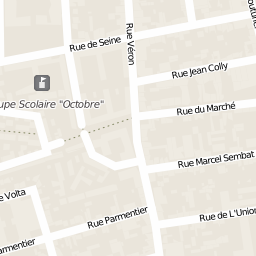 Rue de Seine
Rue Véron
Rue Jean Colly
upe Scolaire "Octobre"
Rue du Marché
Rue Marcel Sembat
e Volta
Rue Parmentier
Rue de L'Union
armentier